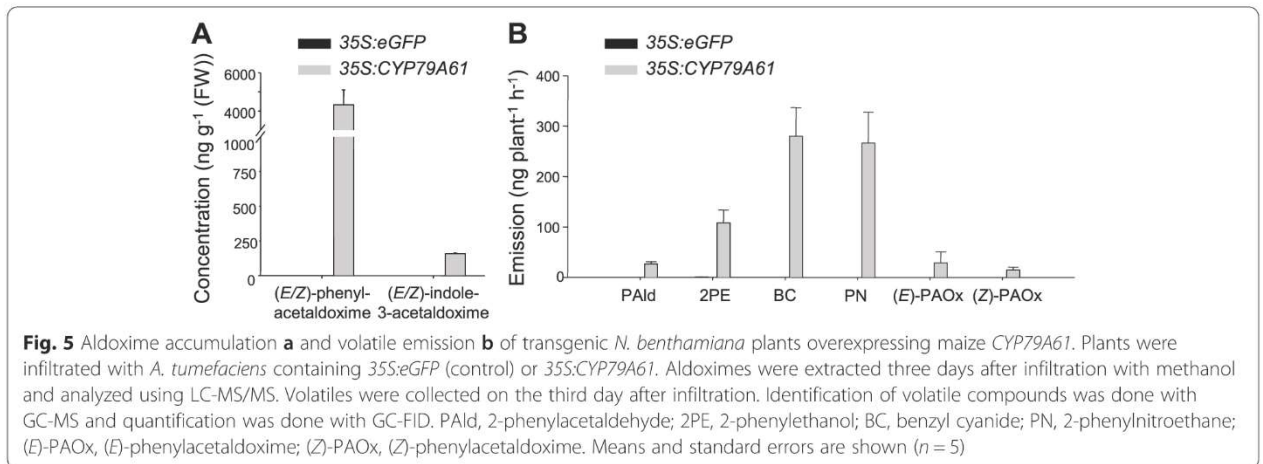 A
35S:eGFP
35S:CYP79A61
Concentration (ng g⁻¹ (FW))
6000
4000
1000
750
500
250
0
(E/Z)-phenyl-
acetaldoxime
(E/Z)-indole-
3-acetaldoxime
B
35S:eGFP
35S:CYP79A61
Emission (ng plant⁻¹ h⁻¹)
400
300
200
100
0
PAld
2PE
BC
PN
(E)-PAOx
(Z)-PAOx
Fig. 5 Aldoxime accumulation a and volatile emission b of transgenic N. benthamiana plants overexpressing maize CYP79A61. Plants were
infiltrated with A. tumefaciens containing 35S:eGFP (control) or 35S:CYP79A61. Aldoximes were extracted three days after infiltration with methanol
and analyzed using LC-MS/MS. Volatiles were collected on the third day after infiltration. Identification of volatile compounds was done with
GC-MS and quantification was done with GC-FID. PAld, 2-phenylacetaldehyde; 2PE, 2-phenylethanol; BC, benzyl cyanide; PN, 2-phenylnitroethane;
(E)-PAOx, (E)-phenylacetaldoxime; (Z)-PAOx, (Z)-phenylacetaldoxime. Means and standard errors are shown (n = 5)